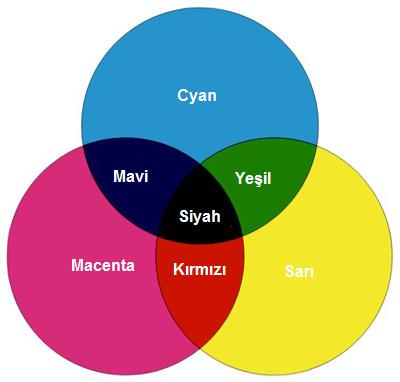 Cyan
Mavi
Yeşil
Siyah
Macenta
Kırmızı
Sarı